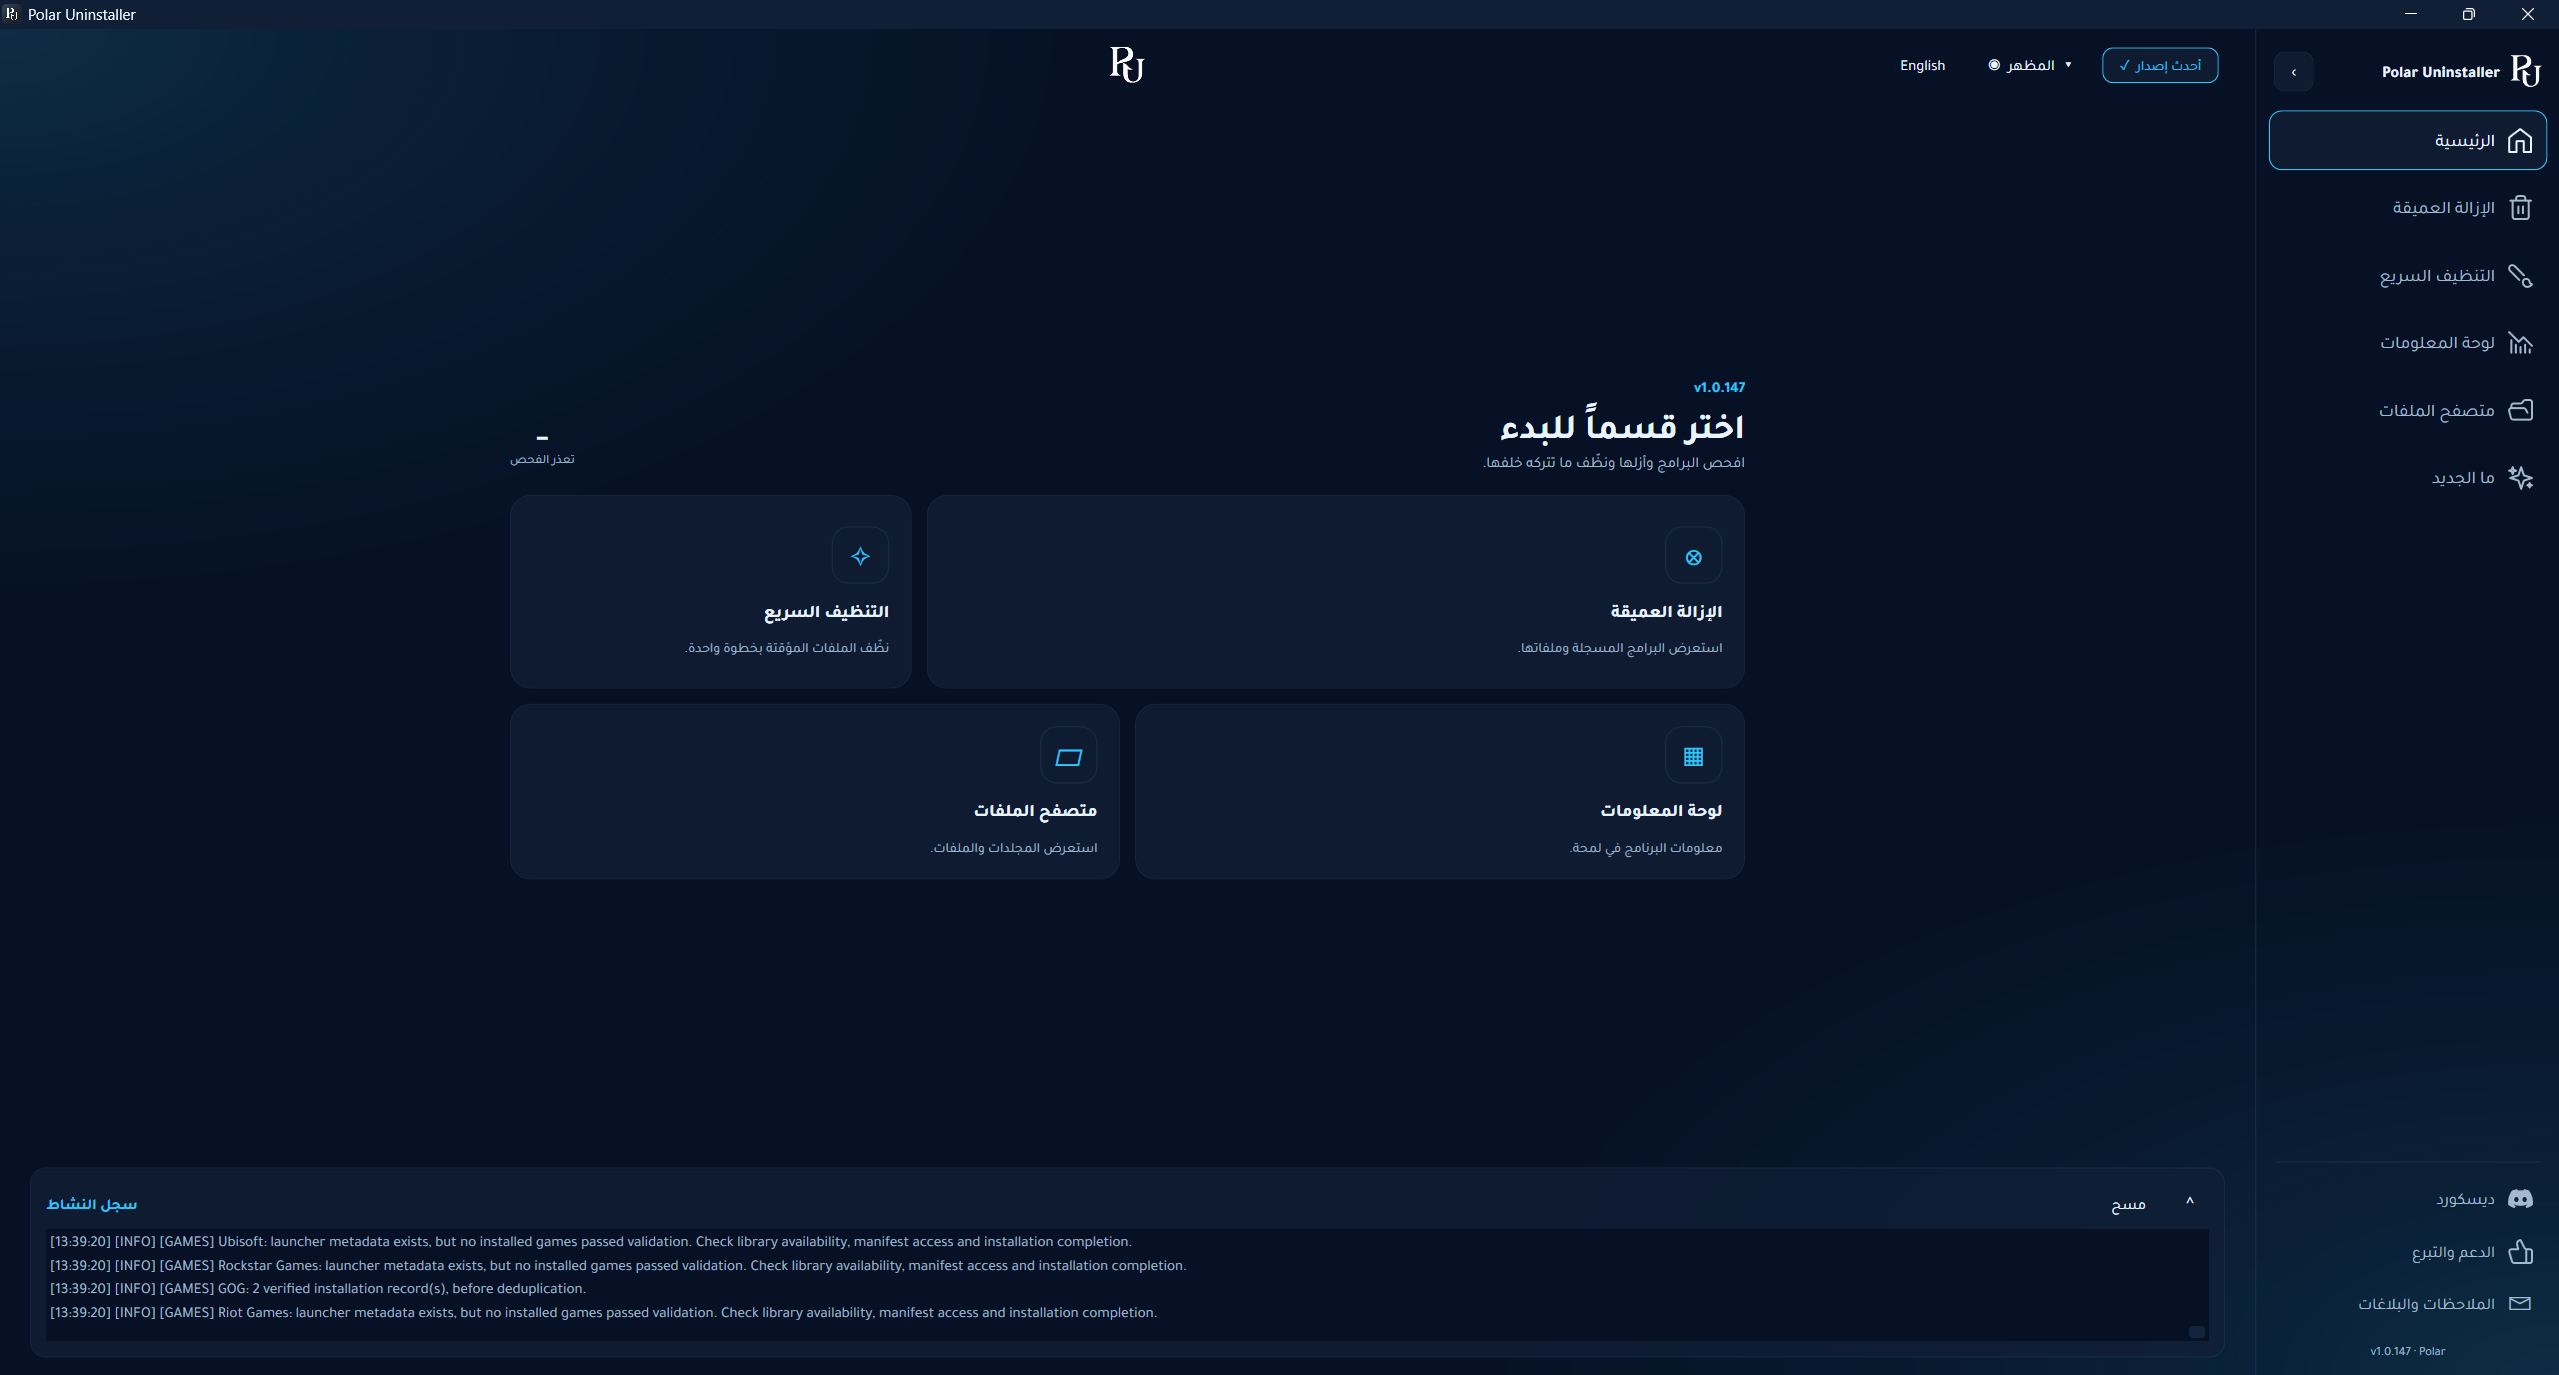 Polar Uninstaller
Polar Uninstaller
الرئيسية
الإزالة العميقة
التنظيف السريع
لوحة المعلومات
متصفح الملفات
ما الجديد
ديسكورد
الدعم والتبرع
الملاحظات والبلاغات
v1.0.147 · Polar
أحدث إصدار ✓
المظهر
English
v1.0.147
اختر قسماً للبدء
افحص البرامج وأزلها ونظّف ما تتركه خلفها.
–
تعذر الفحص
الإزالة العميقة
استعرض البرامج المسجلة وملفاتها.
التنظيف السريع
نظّف الملفات المؤقتة بخطوة واحدة.
لوحة المعلومات
معلومات البرنامج في لمحة.
متصفح الملفات
استعرض المجلدات والملفات.
مسح
سجل النشاط
[13:39:20] [INFO] [GAMES] Ubisoft: launcher metadata exists, but no installed games passed validation. Check library availability, manifest access and installation completion.
[13:39:20] [INFO] [GAMES] Rockstar Games: launcher metadata exists, but no installed games passed validation. Check library availability, manifest access and installation completion.
[13:39:20] [INFO] [GAMES] GOG: 2 verified installation record(s), before deduplication.
[13:39:20] [INFO] [GAMES] Riot Games: launcher metadata exists, but no installed games passed validation. Check library availability, manifest access and installation completion.